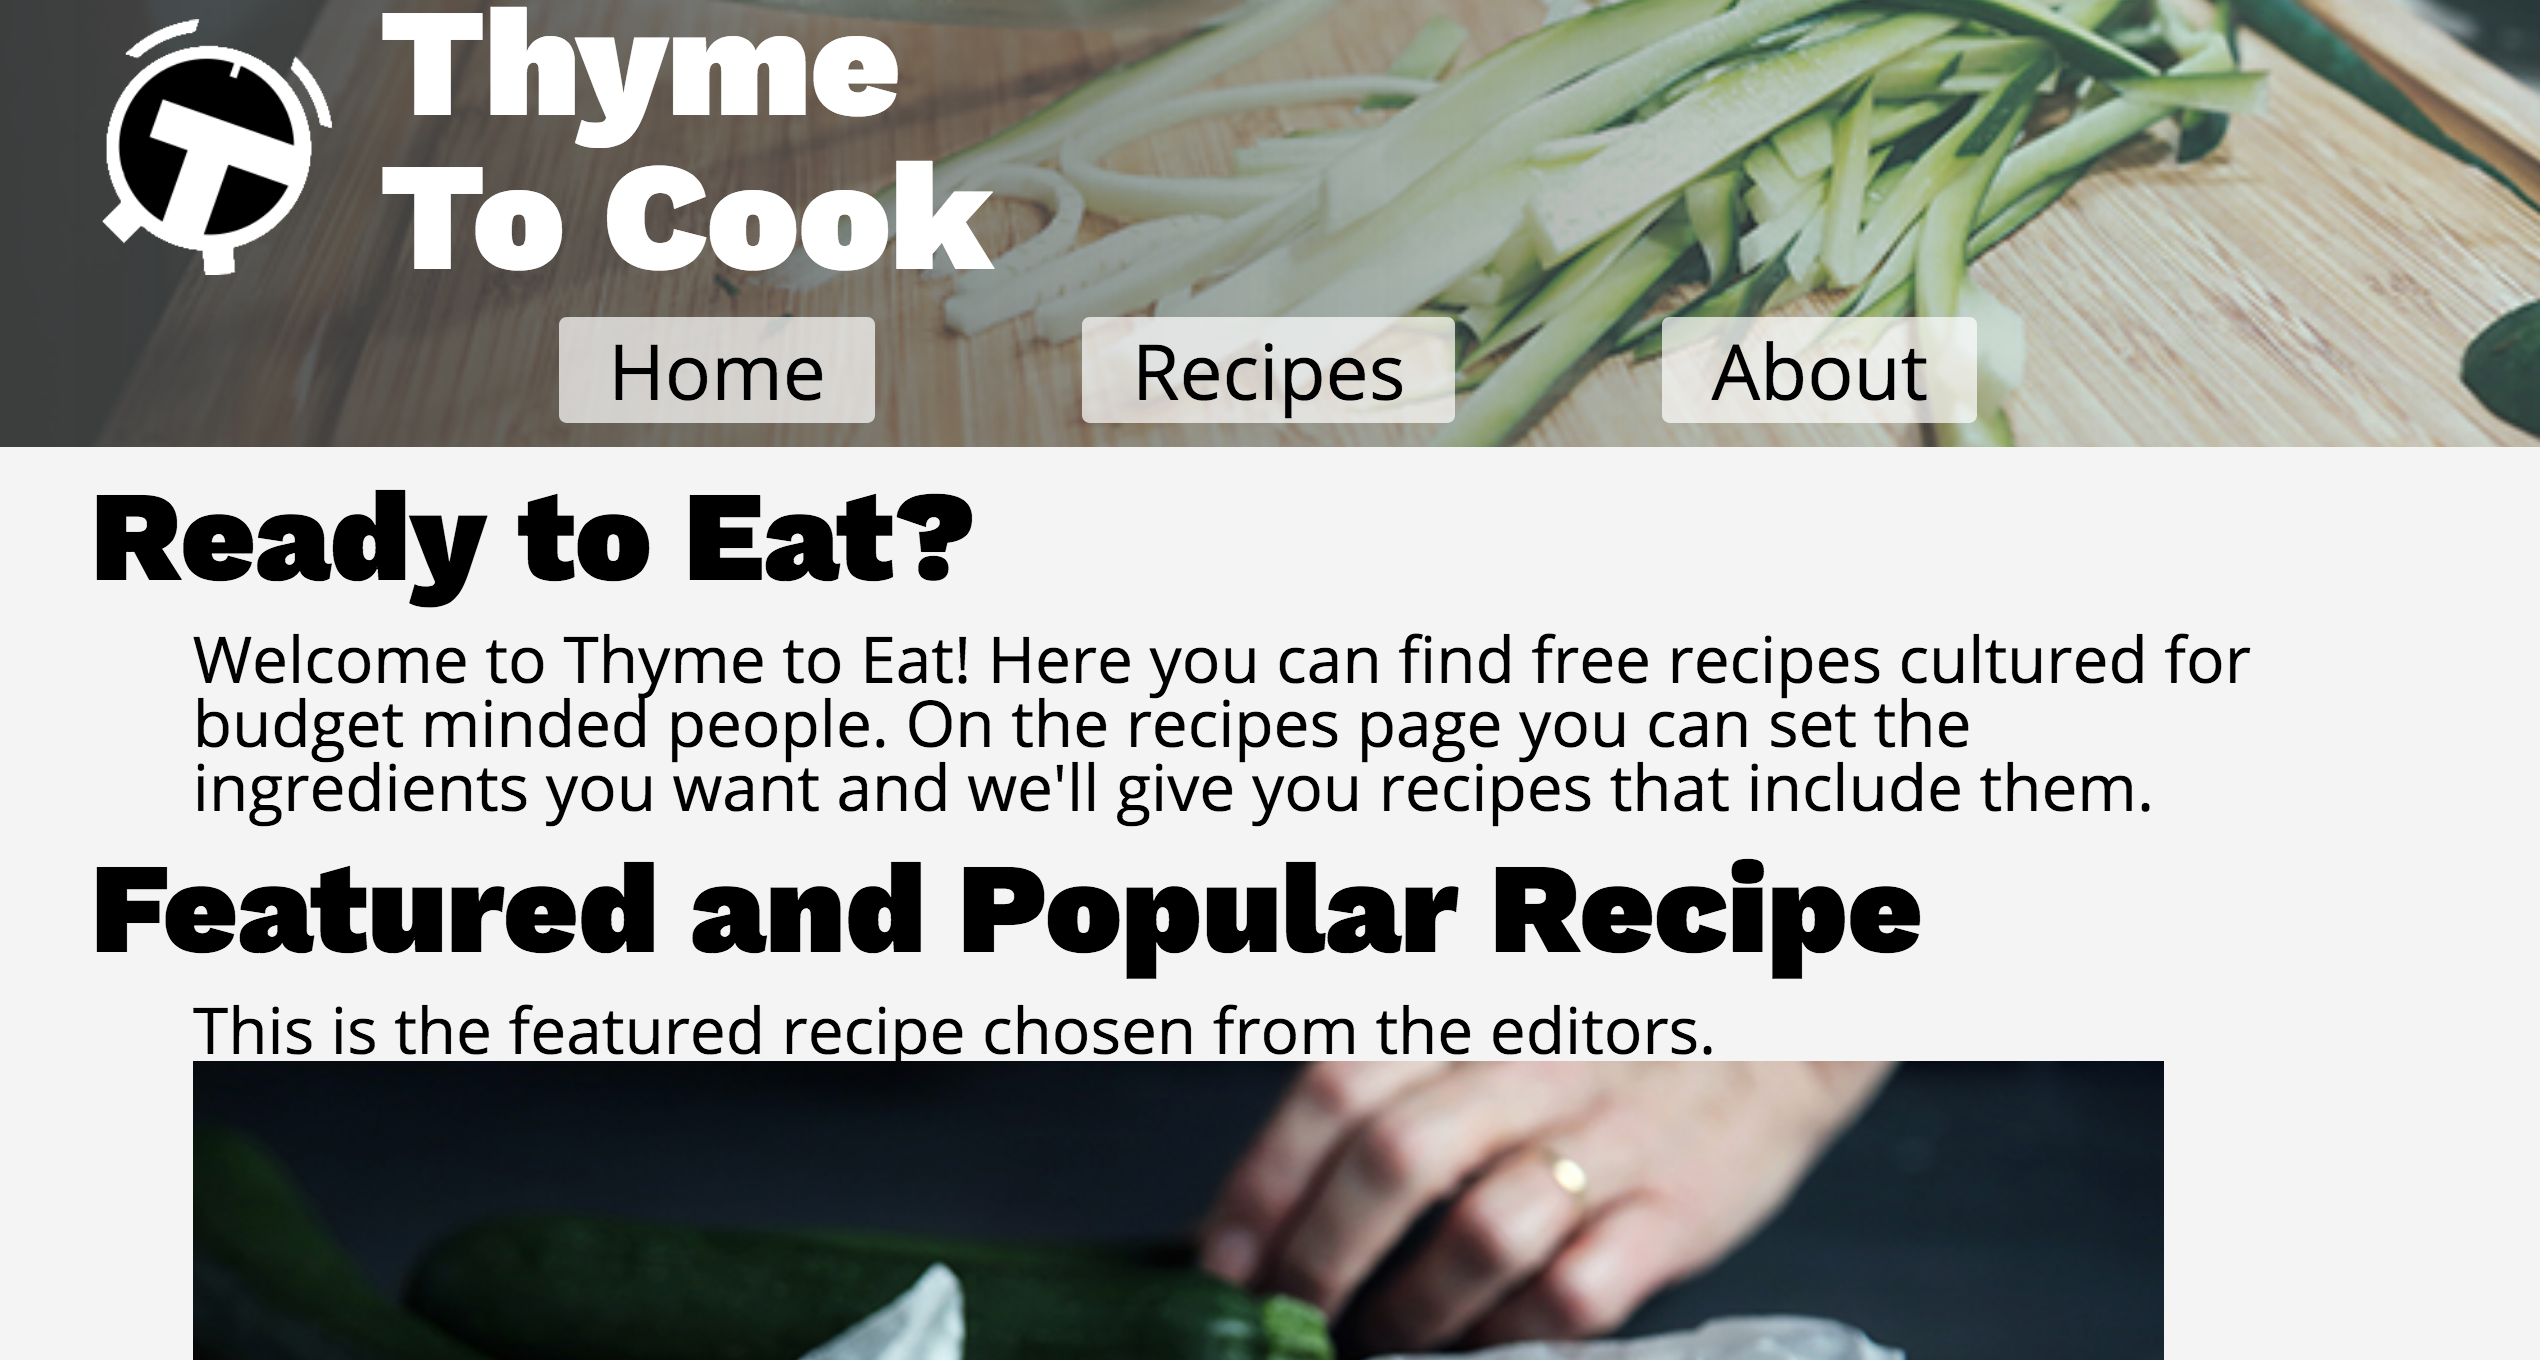 Thyme
To Cook
Home
Recipes
About
Ready to Eat?
Welcome to Thyme to Eat! Here you can find free recipes cultured for
budget minded people. On the recipes page you can set the
ingredients you want and we'll give you recipes that include them.
Featured and Popular Recipe
This is the featured recipe chosen from the editors.